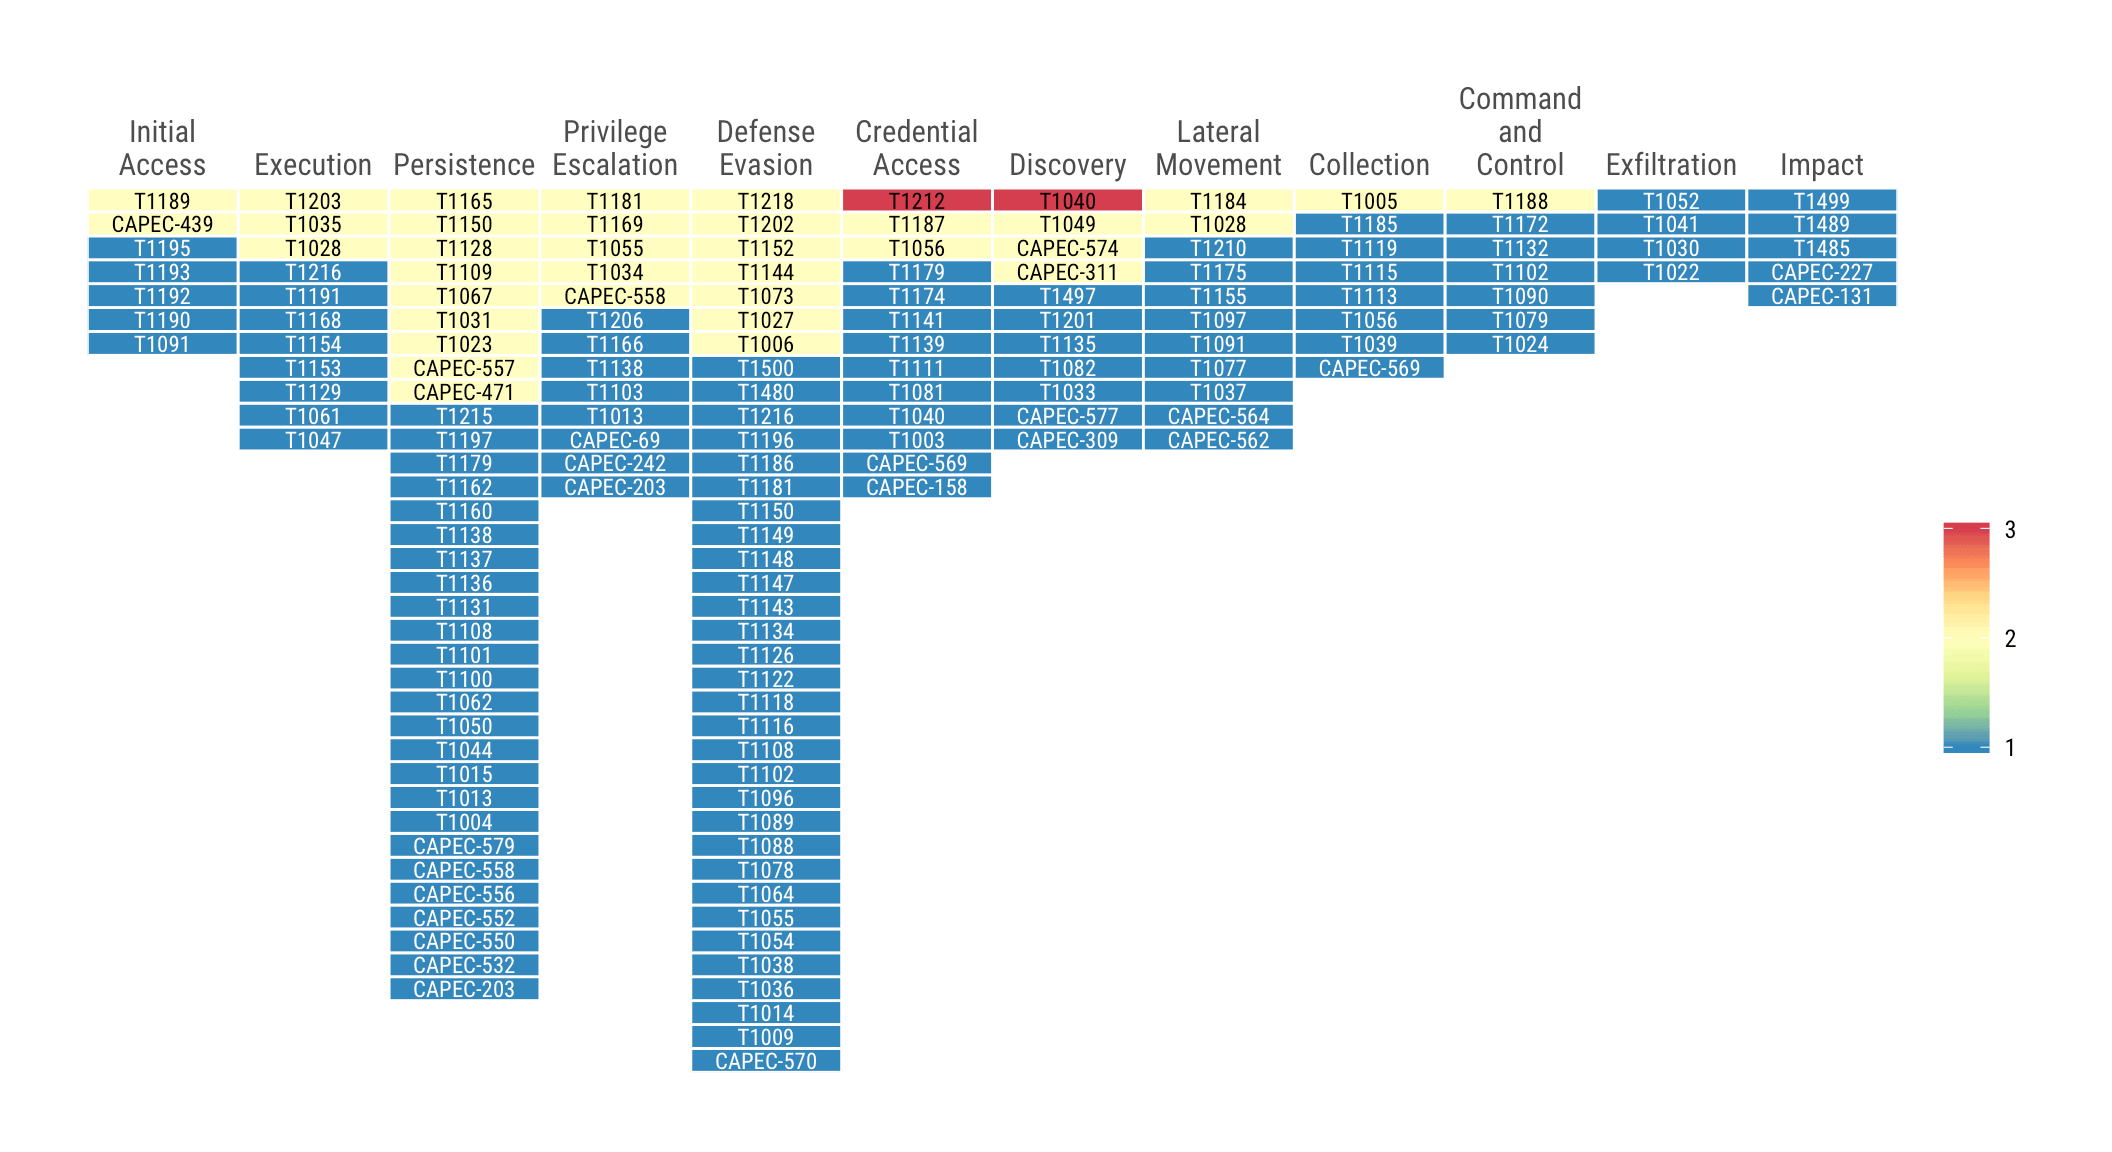 Initial Access
Execution
Persistence
Privilege Escalation
Defense Evasion
Credential Access
Discovery
Lateral Movement
Collection
Command and Control
Exfiltration
Impact
T1189 T1203 T1165 T1181 T1218 T1212 T1040 T1184 T1005 T1188 T1052 T1499
CAPEC-439 T1035 T1150 T1169 T1202 T1187 T1049 T1028 T1185 T1172 T1041 T1489
T1195 T1028 T1128 T1055 T1152 T1056 CAPEC-574 T1210 T1119 T1132 T1030 T1485
T1193 T1216 T1109 T1034 T1144 T1179 CAPEC-311 T1175 T1115 T1102 T1022 CAPEC-227
T1192 T1191 T1067 CAPEC-558 T1073 T1174 T1497 T1155 T1113 T1090 CAPEC-131
T1190 T1168 T1031 T1206 T1027 T1141 T1201 T1097 T1056 T1079
T1091 T1154 T1023 T1166 T1006 T1139 T1135 T1091 T1039 T1024
T1153 CAPEC-557 T1138 T1500 T1111 T1082 T1077 CAPEC-569
T1129 CAPEC-471 T1103 T1480 T1081 T1033 T1037
T1061 T1215 T1013 T1216 T1040 CAPEC-577 CAPEC-564
T1047 T1197 CAPEC-69 T1196 T1003 CAPEC-309 CAPEC-562
T1179 CAPEC-242 T1186 CAPEC-569
T1162 CAPEC-203 T1181 CAPEC-158
T1160 T1150
T1138 T1149
T1137 T1148
T1136 T1147
T1131 T1143
T1108 T1134
T1101 T1126
T1100 T1122
T1062 T1118
T1050 T1116
T1044 T1108
T1015 T1102
T1013 T1096
T1004 T1089
CAPEC-579 T1088
CAPEC-558 T1078
CAPEC-556 T1064
CAPEC-552 T1055
CAPEC-550 T1054
CAPEC-532 T1038
CAPEC-203 T1036
T1014
T1009
CAPEC-570
3
2
1